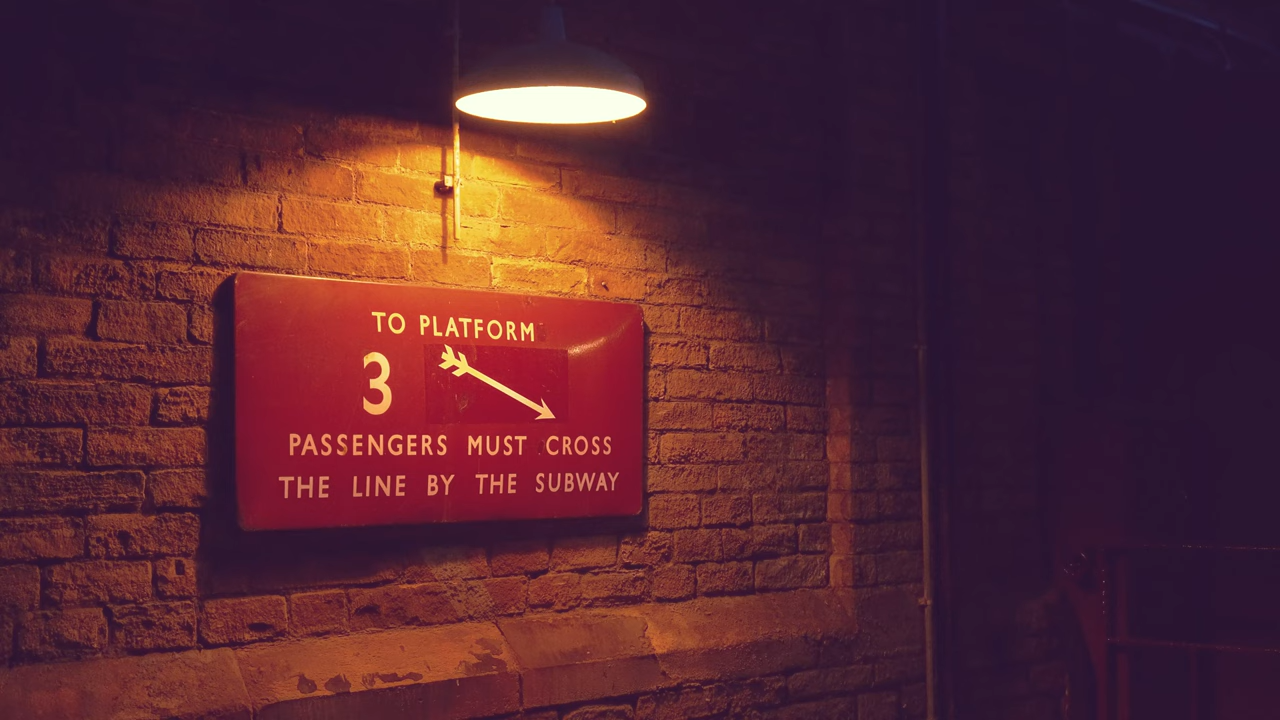 TO PLATFORM
3
PASSENGERS MUST CROSS
THE LINE BY THE SUBWAY